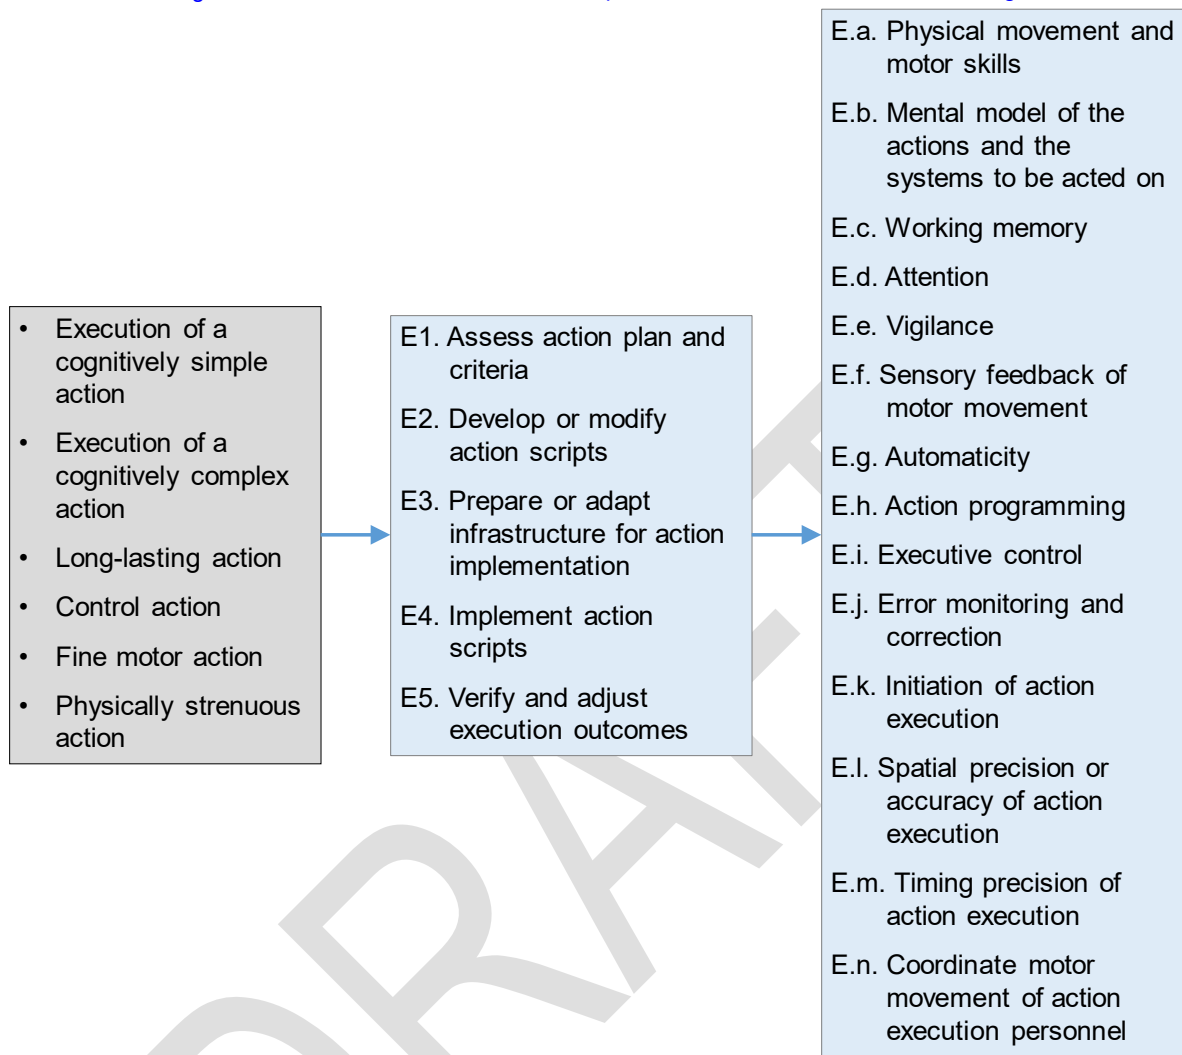 • Execution of a
cognitively simple
action
• Execution of a
cognitively complex
action
• Long-lasting action
• Control action
• Fine motor action
• Physically strenuous
action
E1. Assess action plan and
criteria
E2. Develop or modify
action scripts
E3. Prepare or adapt
infrastructure for action
implementation
E4. Implement action
scripts
E5. Verify and adjust
execution outcomes
E.a. Physical movement and
motor skills
E.b. Mental model of the
actions and the
systems to be acted on
E.c. Working memory
E.d. Attention
E.e. Vigilance
E.f. Sensory feedback of
motor movement
E.g. Automaticity
E.h. Action programming
E.i. Executive control
E.j. Error monitoring and
correction
E.k. Initiation of action
execution
E.l. Spatial precision or
accuracy of action
execution
E.m. Timing precision of
action execution
E.n. Coordinate motor
movement of action
execution personnel